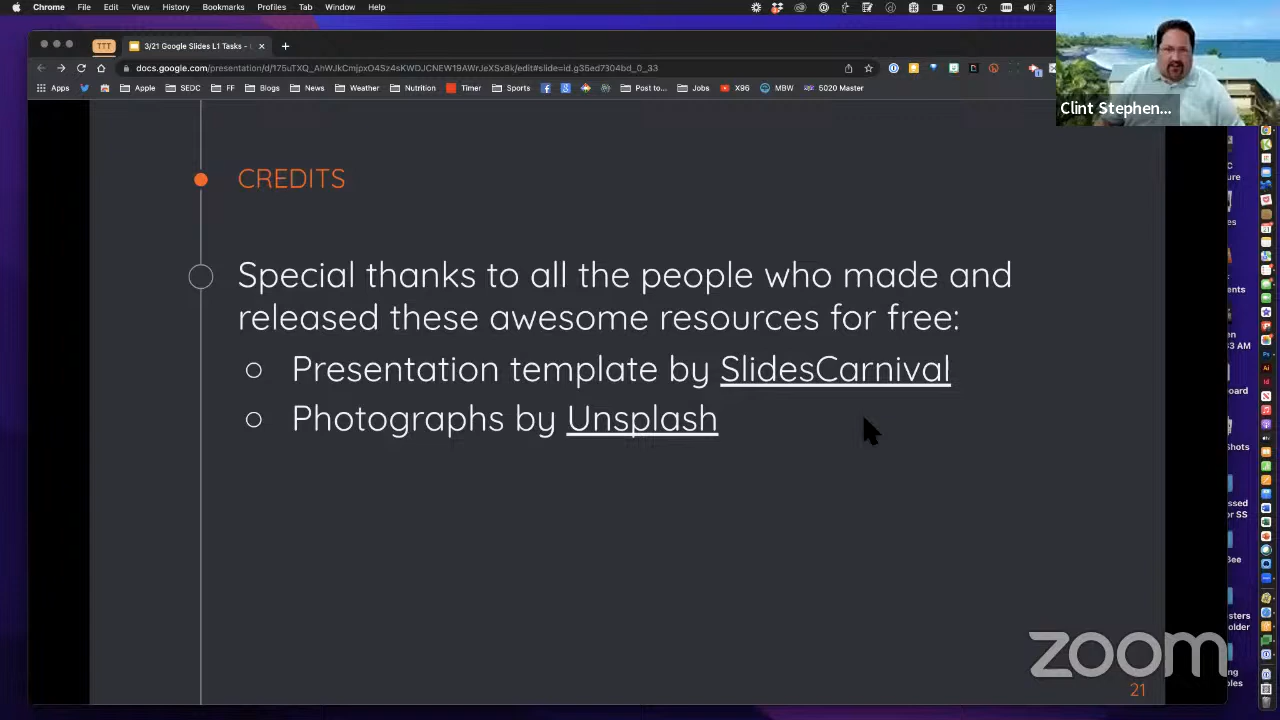 Chrome File Edit View History Bookmarks Profiles Tab Window Help
TTT 3/21 Google Slides L1 Tasks -
docs.google.com/presentation/d/175uTXQ_AhWJkCmjpxO4Sz4sKWDJCNEW19AWrJeXSx8k/edit#slide=id.g35ed7304bd_0_33
Apps Apple SEDC FF Blogs News Weather Nutrition Timer Sports Post to... Jobs X96 MBW 5020 Master
Clint Stephen...
CREDITS
Special thanks to all the people who made and
released these awesome resources for free:
Presentation template by SlidesCarnival
Photographs by Unsplash
zoom
21